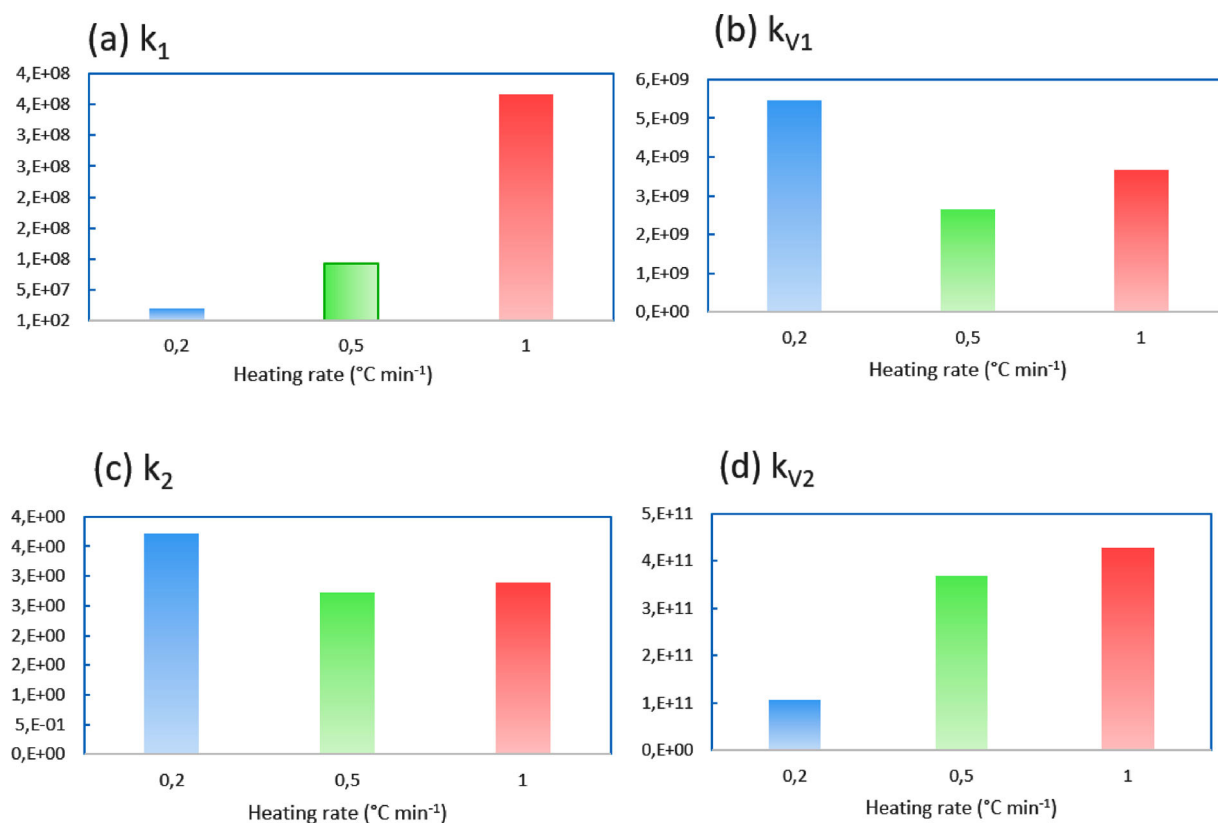 (a) k₁
4,E+08
4,E+08
3,E+08
3,E+08
2,E+08
2,E+08
1,E+08
5,E+07
1,E+02
0,2 0,5 1
Heating rate (°C min⁻¹)
(b) kV1
6,E+09
5,E+09
4,E+09
3,E+09
2,E+09
1,E+09
0,E+00
0,2 0,5 1
Heating rate (°C min⁻¹)
(c) k₂
4,E+00
4,E+00
3,E+00
3,E+00
2,E+00
2,E+00
1,E+00
5,E-01
0,E+00
0,2 0,5 1
Heating rate (°C min⁻¹)
(d) kV2
5,E+11
4,E+11
3,E+11
2,E+11
1,E+11
0,E+00
0,2 0,5 1
Heating rate (°C min⁻¹)